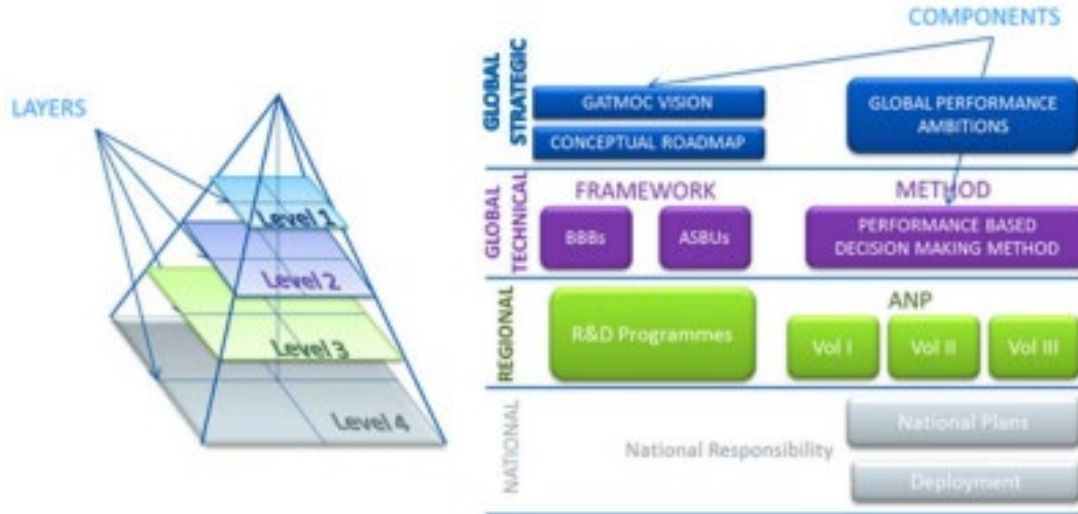 COMPONENTS
LAYERS
Level 1
Level 2
Level 3
Level 4
GLOBAL
STRATEGIC
GATMOC VISION
CONCEPTUAL ROADMAP
GLOBAL PERFORMANCE
AMBITIONS
GLOBAL
TECHNICAL
FRAMEWORK
BBBs
ASBUs
METHOD
PERFORMANCE BASED
DECISION MAKING METHOD
REGIONAL
R&D Programmes
ANP
Vol I
Vol II
Vol III
NATIONAL
National Responsibility
National Plans
Deployment